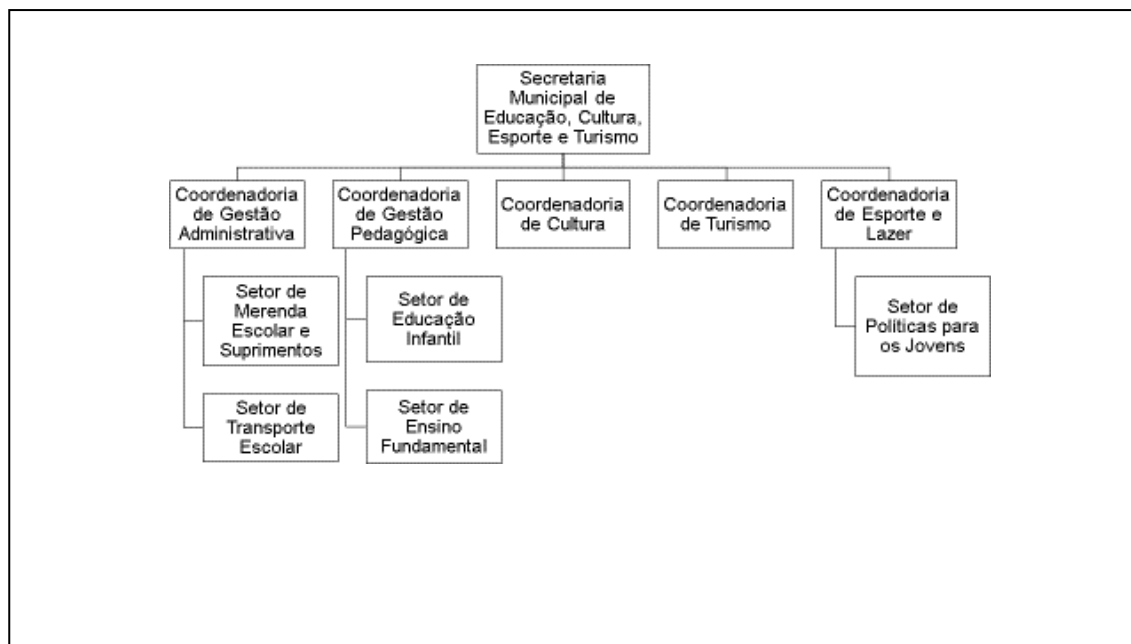 Secretaria
Municipal de
Educação, Cultura,
Esporte e Turismo
Coordenadoria
de Gestão
Administrativa
Coordenadoria
de Gestão
Pedagógica
Coordenadoria
de Cultura
Coordenadoria
de Turismo
Coordenadoria
de Esporte e
Lazer
Setor de
Merenda
Escolar e
Suprimentos
Setor de
Educação
Infantil
Setor de
Políticas para
os Jovens
Setor de
Transporte
Escolar
Setor de
Ensino
Fundamental